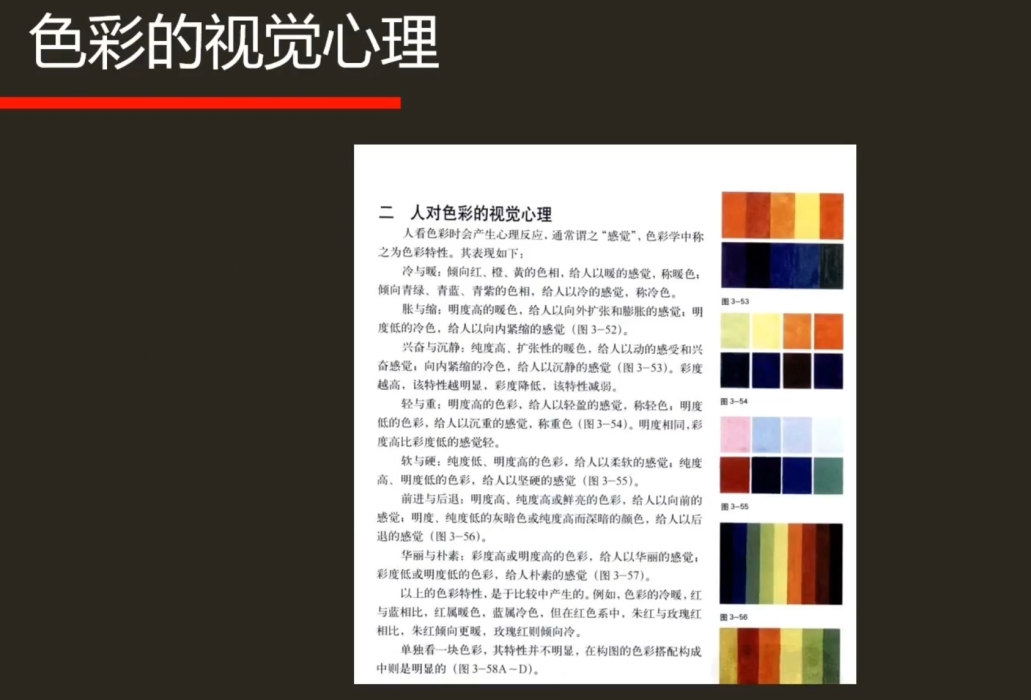 色彩的视觉心理
二 人对色彩的视觉心理
人看色彩时会产生心理反应，通常谓之“感觉”，色彩学中称
之为色彩特性。其表现如下：
冷与暖：倾向红、橙、黄的色相，给人以暖的感觉，称暖色；
倾向青绿、青蓝、青紫的色相，给人以冷的感觉，称冷色。
胀与缩：明度高的暖色，给人以向外扩张和膨胀的感觉；明
度低的冷色，给人以向内紧缩的感觉（图3-52）。
兴奋与沉静：纯度高、扩张性的暖色，给人以动的感受和兴
奋感觉；向内紧缩的冷色，给人以沉静的感觉（图3-53）。彩度
越高，该特性越明显，彩度降低，该特性减弱。
轻与重：明度高的色彩，给人以轻盈的感觉，称轻色；明度
低的色彩，给人以沉重的感觉，称重色（图3-54）。明度相同，彩
度高比彩度低的感觉轻。
软与硬：纯度低、明度高的色彩，给人以柔软的感觉；纯度
高、明度低的色彩，给人以坚硬的感觉（图3-55）。
前进与后退：明度高、纯度高或鲜亮的色彩，给人以向前的
感觉；明度、纯度低的灰暗色或纯度高而深暗的颜色，给人以后
退的感觉（图3-56）。
华丽与朴素：彩度高或明度高的色彩，给人以华丽的感觉；
彩度低或明度低的色彩，给人朴素的感觉（图3-57）。
以上的色彩特性，是于比较中产生的。例如，色彩的冷暖，红
与蓝相比，红属暖色，蓝属冷色，但在红色系中，朱红与玫瑰红
相比，朱红倾向更暖，玫瑰红则倾向冷。
单独看一块色彩，其特性并不明显，在构图的色彩搭配构成
中则是明显的（图3-58A～D）。
图3-53
图3-54
图3-55
图3-56